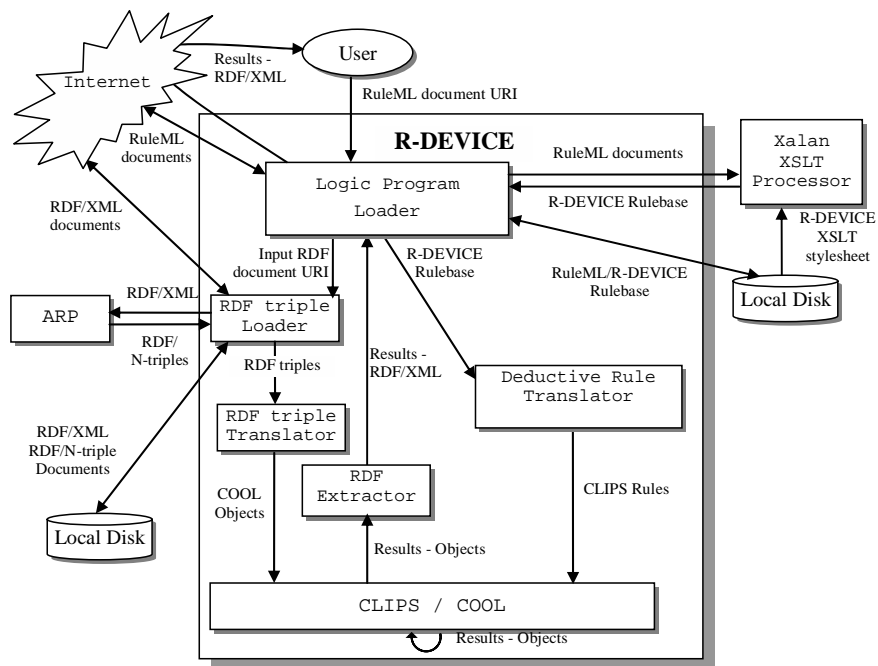 User
Results -
RDF/XML
Internet
RuleML document URI
RuleML
documents
R-DEVICE
RuleML documents
Xalan
XSLT
Processor
Logic Program
Loader
R-DEVICE Rulebase
RDF/XML
documents
R-DEVICE
XSLT
stylesheet
Input RDF
document URI
R-DEVICE
Rulebase
RuleML/R-DEVICE
Rulebase
Local Disk
RDF/XML
ARP
RDF triple
Loader
RDF/
N-triples
RDF triples
Results -
RDF/XML
Deductive Rule
Translator
RDF triple
Translator
RDF/XML
RDF/N-triple
Documents
RDF
Extractor
COOL
Objects
CLIPS Rules
Local Disk
Results - Objects
CLIPS / COOL
Results - Objects